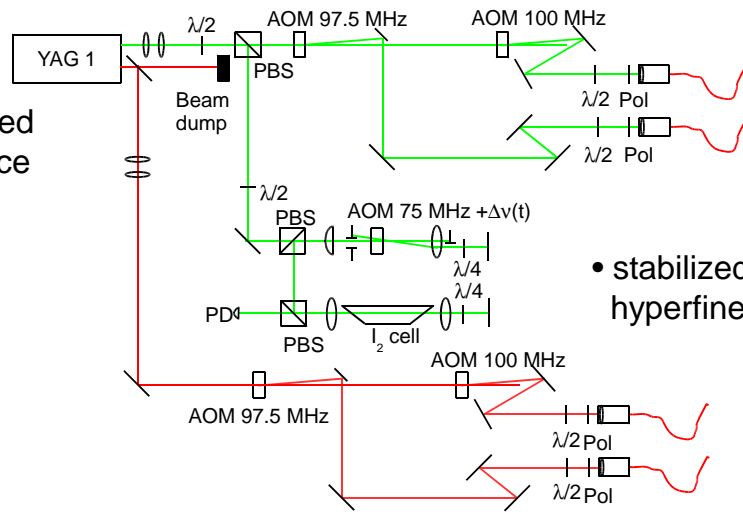 AOM 97.5 MHz
AOM 100 MHz
λ/2
YAG 1
PBS
Beam
dump
λ/2 Pol
ed
ce
λ/2 Pol
λ/2
PBS
AOM 75 MHz +Δν(t)
λ/4
• stabilized
hyperfine
λ/4
PD
PBS
I₂ cell
AOM 97.5 MHz
AOM 100 MHz
λ/2 Pol
λ/2 Pol